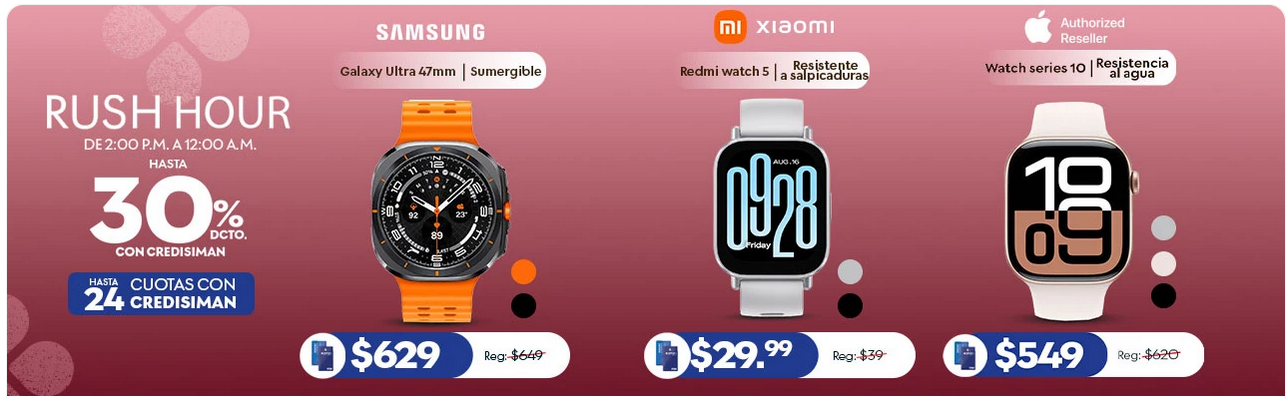 RUSH HOUR
DE 2:00 P.M. A 12:00 A.M.
HASTA
30%
DCTO.
CON CREDISIMAN
HASTA
24 CUOTAS CON
CREDISIMAN
SAMSUNG
Galaxy Ultra 47mm | Sumergible
$629 Reg: $649
mi xiaomi
Redmi watch 5 | Resistente
a salpicaduras
AUG. 16
0928
Friday
$29.99 Reg: $39
Authorized
Reseller
Watch series 10 | Resistencia
al agua
10
09
$549 Reg: $620